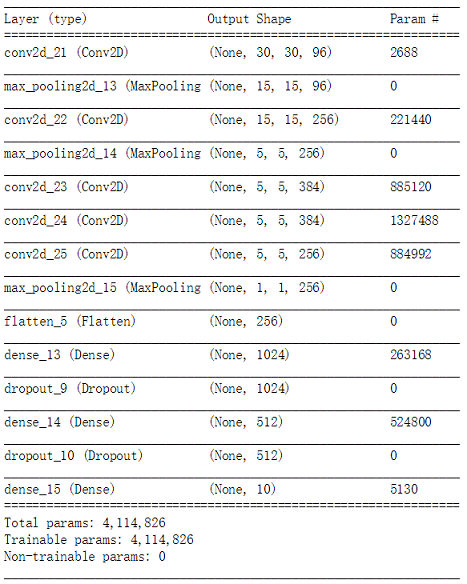 Layer (type) Output Shape Param #
conv2d_21 (Conv2D) (None, 30, 30, 96) 2688
max_pooling2d_13 (MaxPooling (None, 15, 15, 96) 0
conv2d_22 (Conv2D) (None, 15, 15, 256) 221440
max_pooling2d_14 (MaxPooling (None, 5, 5, 256) 0
conv2d_23 (Conv2D) (None, 5, 5, 384) 885120
conv2d_24 (Conv2D) (None, 5, 5, 384) 1327488
conv2d_25 (Conv2D) (None, 5, 5, 256) 884992
max_pooling2d_15 (MaxPooling (None, 1, 1, 256) 0
flatten_5 (Flatten) (None, 256) 0
dense_13 (Dense) (None, 1024) 263168
dropout_9 (Dropout) (None, 1024) 0
dense_14 (Dense) (None, 512) 524800
dropout_10 (Dropout) (None, 512) 0
dense_15 (Dense) (None, 10) 5130
Total params: 4,114,826
Trainable params: 4,114,826
Non-trainable params: 0